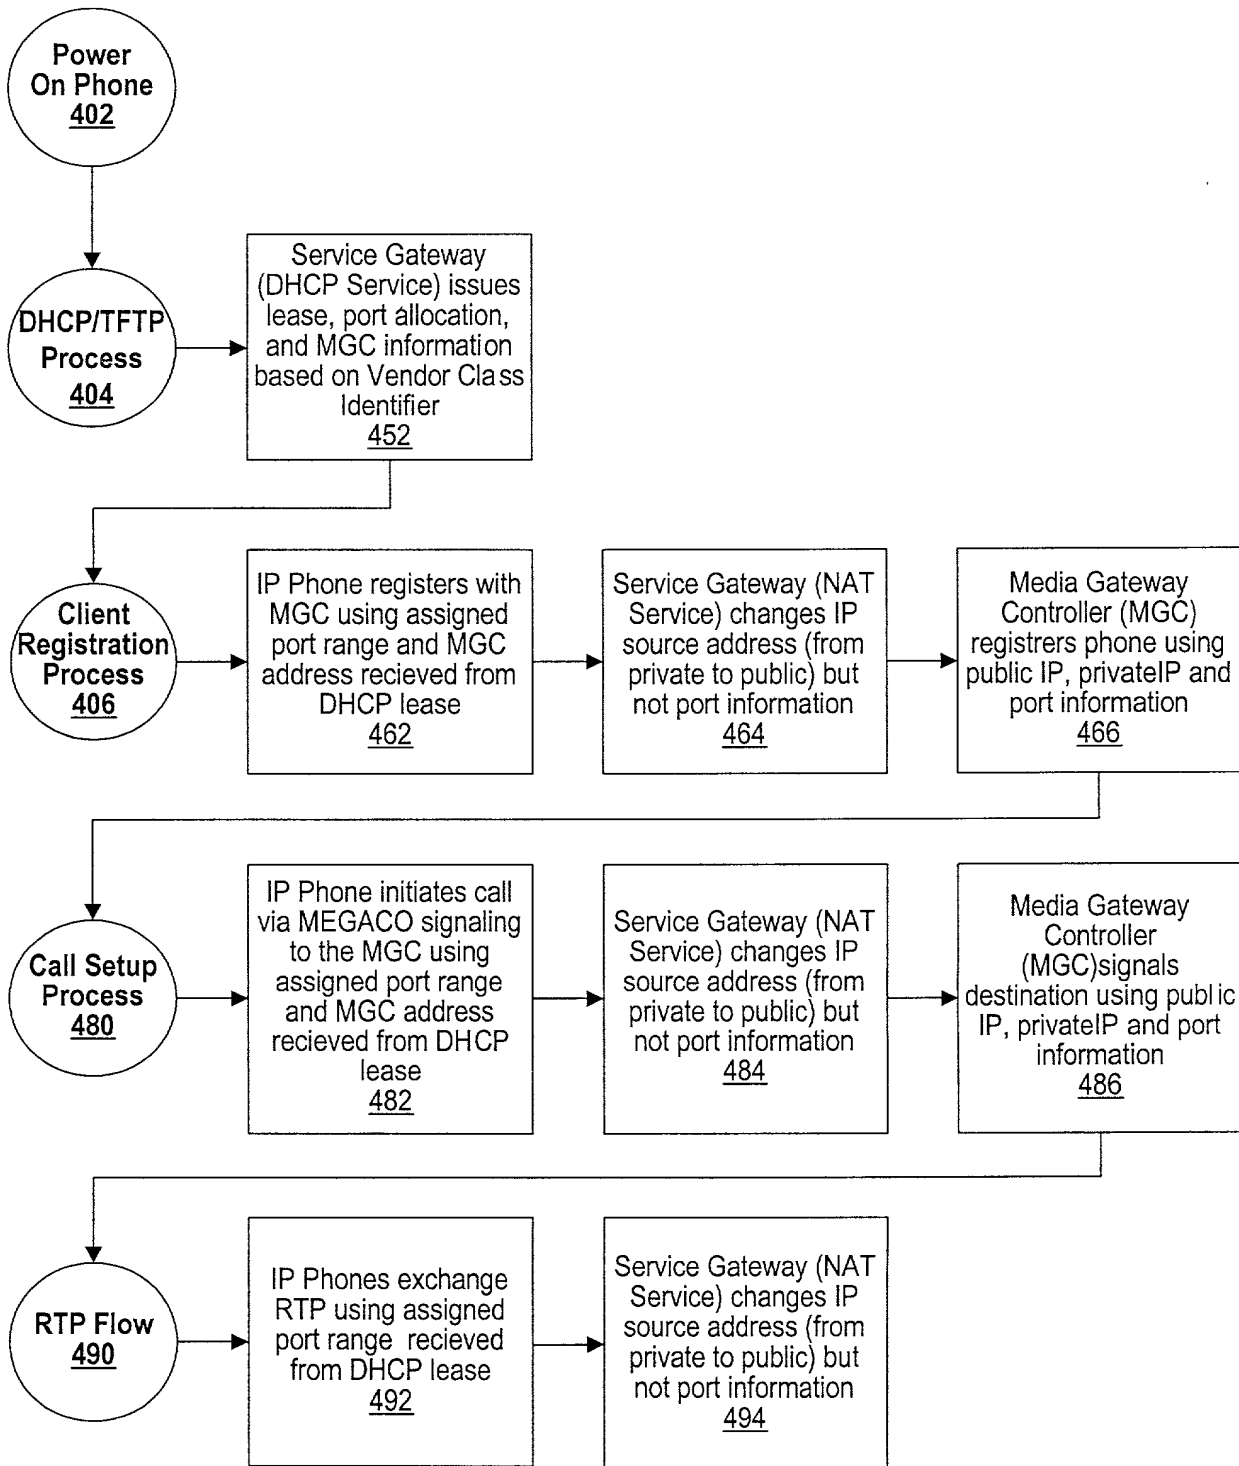 Power
On Phone
402
DHCP/TFTP
Process
404
Service Gateway
(DHCP Service) issues
lease, port allocation,
and MGC information
based on Vendor Class
Identifier
452
Client
Registration
Process
406
IP Phone registers with
MGC using assigned
port range and MGC
address recieved from
DHCP lease
462
Service Gateway (NAT
Service) changes IP
source address (from
private to public) but
not port information
464
Media Gateway
Controller (MGC)
registrers phone using
public IP, privateIP and
port information
466
Call Setup
Process
480
IP Phone initiates call
via MEGACO signaling
to the MGC using
assigned port range
and MGC address
recieved from DHCP
lease
482
Service Gateway (NAT
Service) changes IP
source address (from
private to public) but
not port information
484
Media Gateway
Controller
(MGC)signals
destination using public
IP, privateIP and port
information
486
RTP Flow
490
IP Phones exchange
RTP using assigned
port range recieved
from DHCP lease
492
Service Gateway (NAT
Service) changes IP
source address (from
private to public) but
not port information
494